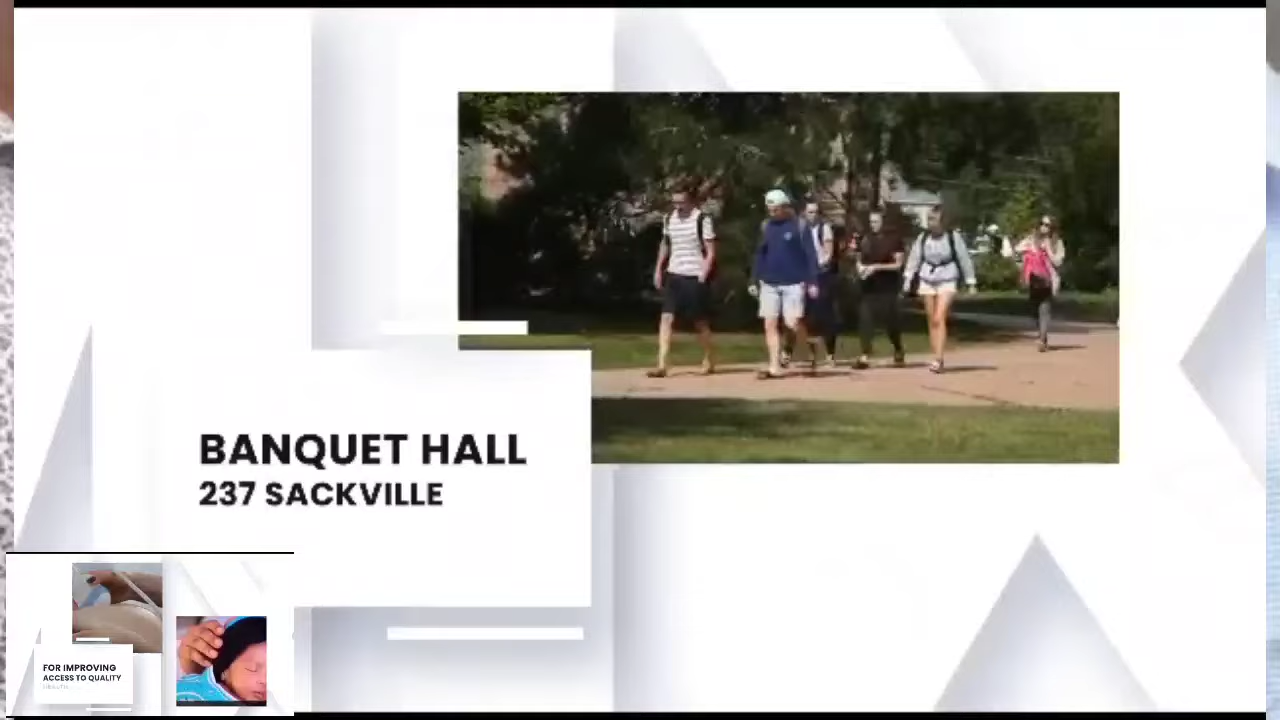 BANQUET HALL
237 SACKVILLE
FOR IMPROVING
ACCESS TO QUALITY